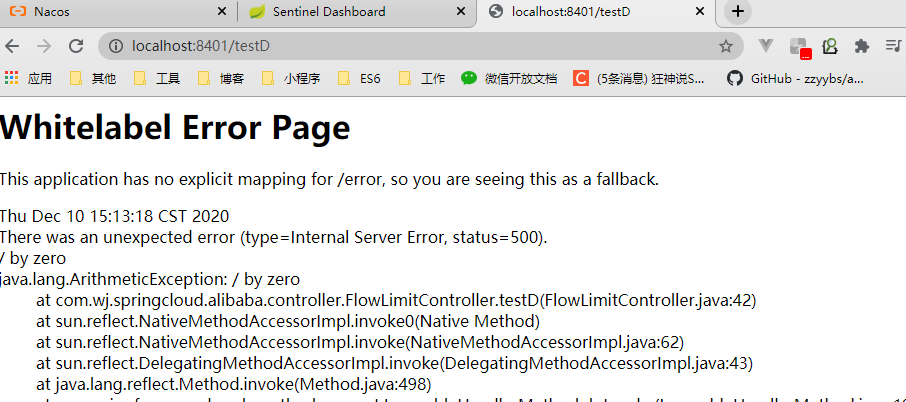 Nacos
Sentinel Dashboard
localhost:8401/testD
localhost:8401/testD
应用
其他
工具
博客
小程序
ES6
工作
微信开放文档
(5条消息) 狂神说S...
GitHub - zzyybs/a...
Whitelabel Error Page
This application has no explicit mapping for /error, so you are seeing this as a fallback.
Thu Dec 10 15:13:18 CST 2020
There was an unexpected error (type=Internal Server Error, status=500).
/ by zero
java.lang.ArithmeticException: / by zero
at com.wj.springcloud.alibaba.controller.FlowLimitController.testD(FlowLimitController.java:42)
at sun.reflect.NativeMethodAccessorImpl.invoke0(Native Method)
at sun.reflect.NativeMethodAccessorImpl.invoke(NativeMethodAccessorImpl.java:62)
at sun.reflect.DelegatingMethodAccessorImpl.invoke(DelegatingMethodAccessorImpl.java:43)
at java.lang.reflect.Method.invoke(Method.java:498)